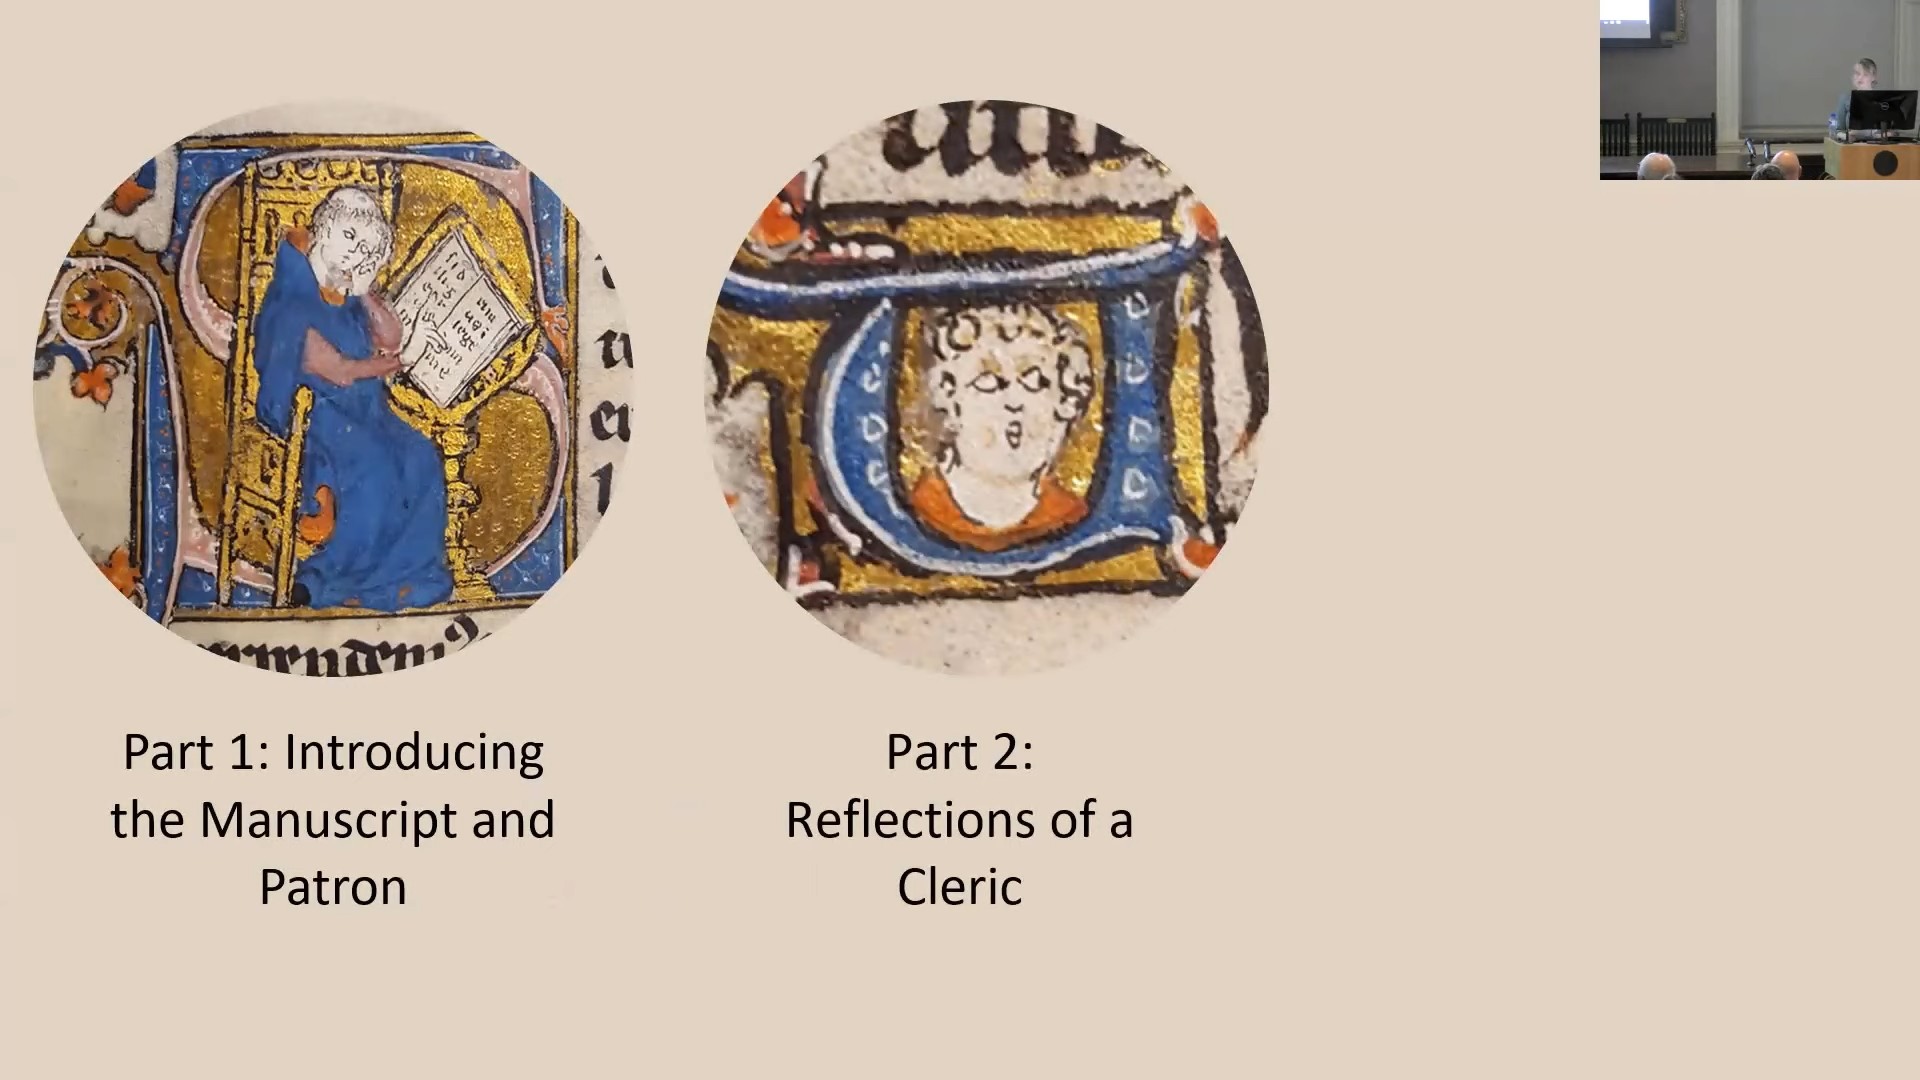 Part 1: Introducing
the Manuscript and
Patron
Part 2:
Reflections of a
Cleric